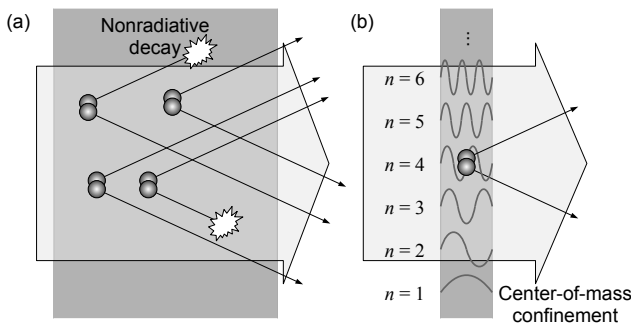 (a)
Nonradiative
decay
(b)
⋮
n = 6
n = 5
n = 4
n = 3
n = 2
n = 1
Center-of-mass
confinement